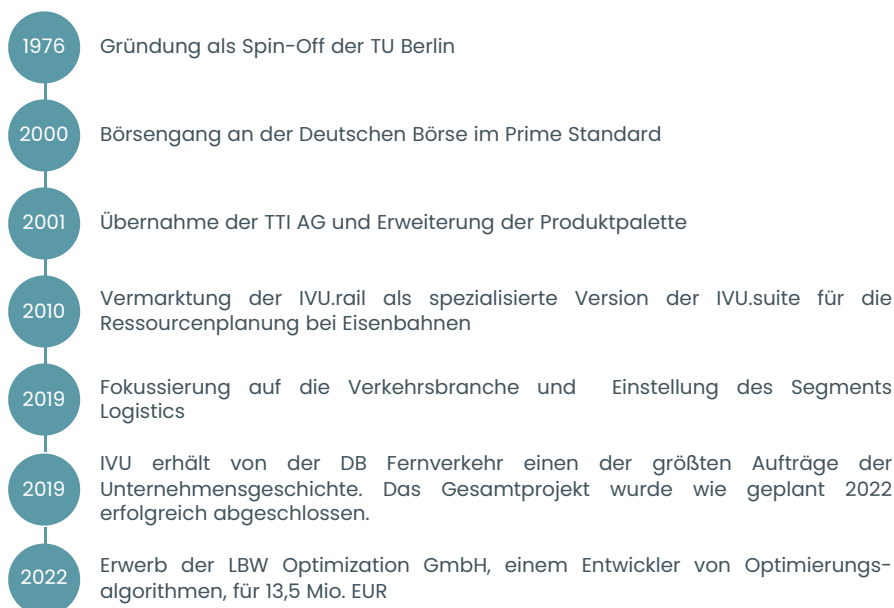 1976
Gründung als Spin-Off der TU Berlin
2000
Börsengang an der Deutschen Börse im Prime Standard
2001
Übernahme der TTI AG und Erweiterung der Produktpalette
2010
Vermarktung der IVU.rail als spezialisierte Version der IVU.suite für die
Ressourcenplanung bei Eisenbahnen
2019
Fokussierung auf die Verkehrsbranche und Einstellung des Segments
Logistics
2019
IVU erhält von der DB Fernverkehr einen der größten Aufträge der
Unternehmensgeschichte. Das Gesamtprojekt wurde wie geplant 2022
erfolgreich abgeschlossen.
2022
Erwerb der LBW Optimization GmbH, einem Entwickler von Optimierungs-
algorithmen, für 13,5 Mio. EUR